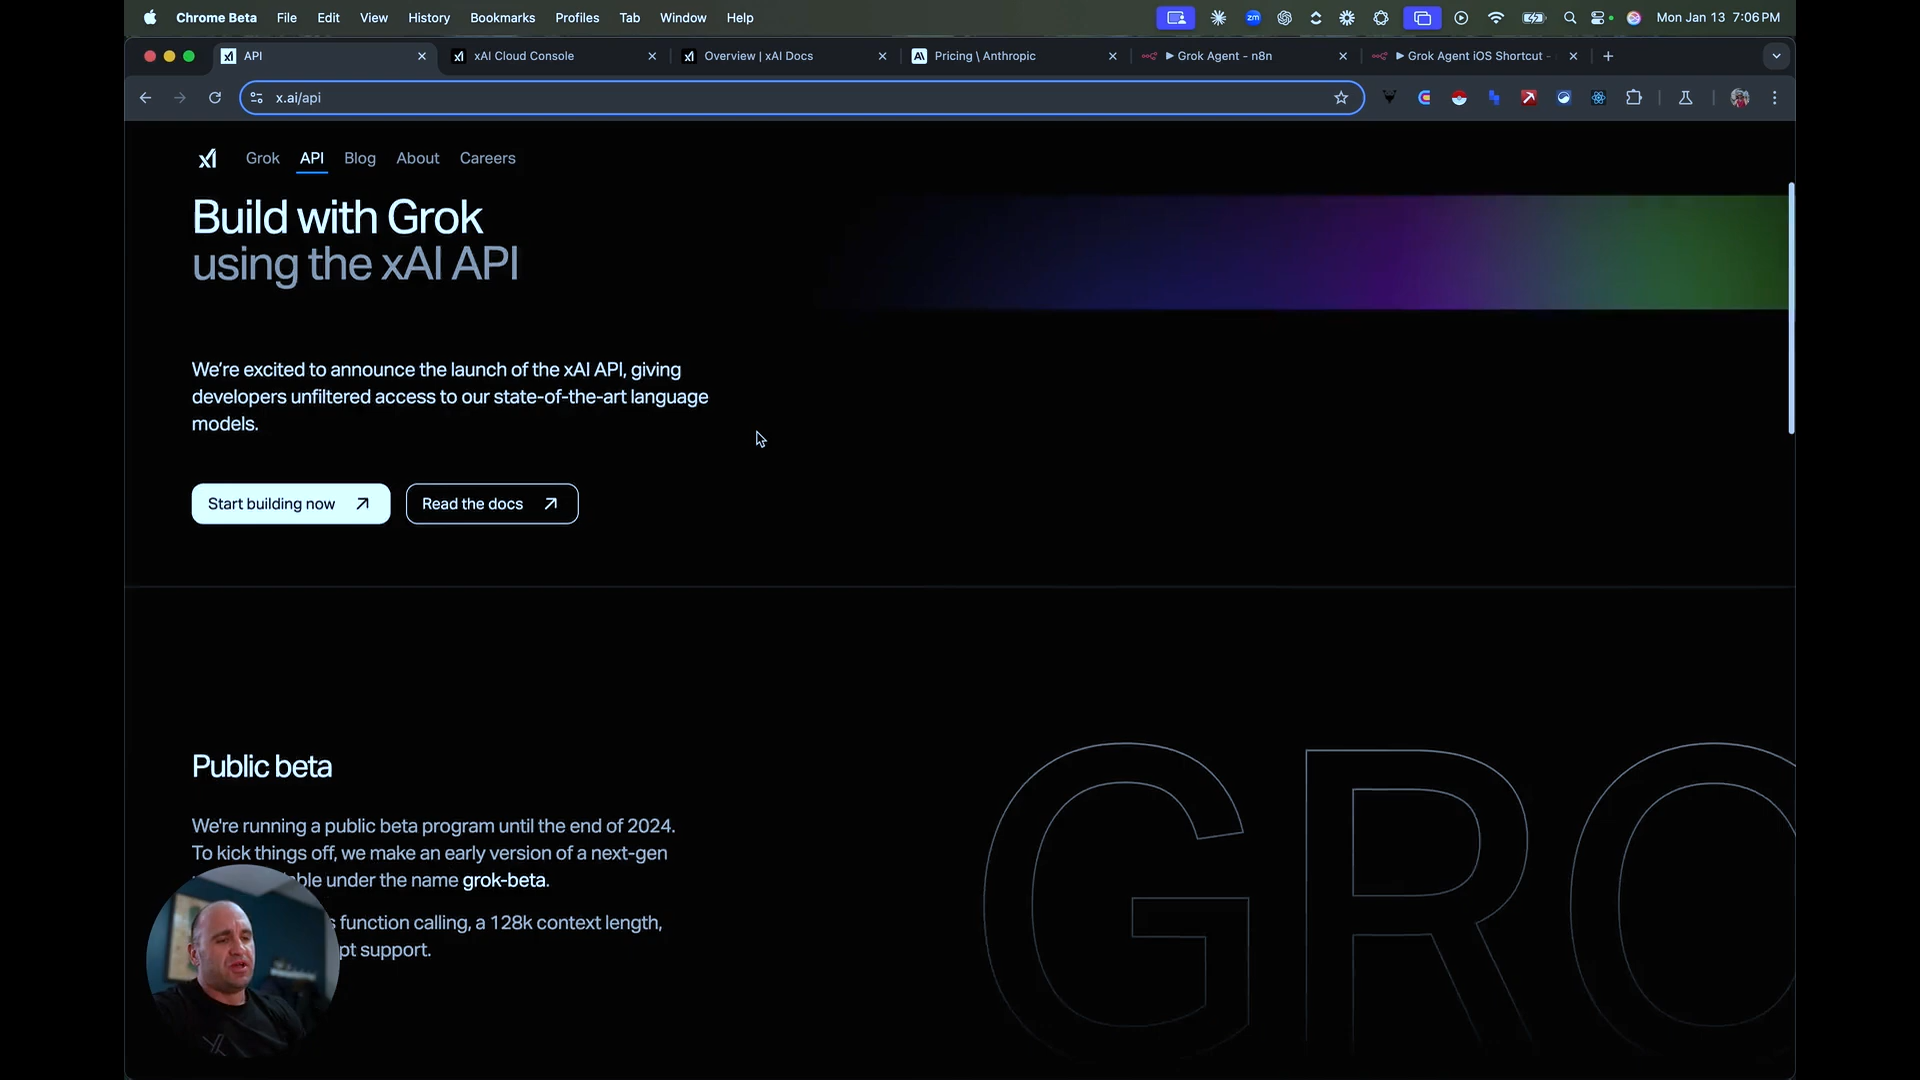 Chrome Beta File Edit View History Bookmarks Profiles Tab Window Help zm Mon Jan 13 7:06 PM
API xAI Cloud Console Overview | xAI Docs Pricing \ Anthropic Grok Agent - n8n Grok Agent iOS Shortcut -
x.ai/api
Grok API Blog About Careers
Build with Grok
using the xAI API
We're excited to announce the launch of the xAI API, giving
developers unfiltered access to our state-of-the-art language
models.
Start building now Read the docs
Public beta
We're running a public beta program until the end of 2024.
To kick things off, we make an early version of a next-gen
under the name grok-beta.
function calling, a 128k context length,
support.
GRO